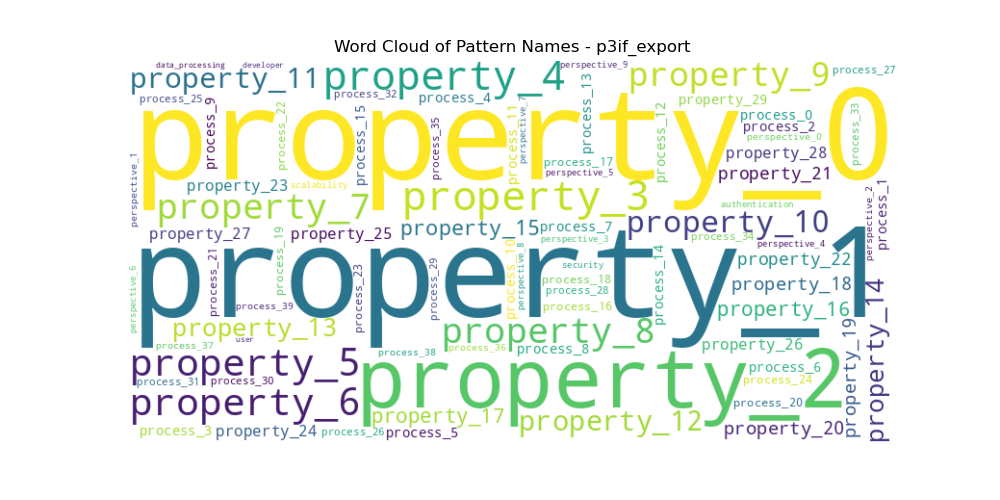 Word Cloud of Pattern Names - p3if_export
data_processing
developer
property_11
property_4
perspective_9
property_9
process_27
process_25
process_9
process_22
process_32
process_15
process_4
process_35
process_11
perspective_7
process_13
process_12
property_29
process_0
process_2
perspective_0
process_33
property_0
perspective_1
process_17
perspective_5
property_28
property_21
property_23
scalability
property_7
property_3
authentication
property_10
perspective_2
process_1
property_27
process_21
process_19
property_25
property_15
process_7
perspective_3
process_34
perspective_4
property_1
perspective_6
process_23
process_29
process_10
perspective_8
security
process_18
process_28
process_16
process_14
property_22
property_18
property_16
process_39
property_13
property_8
property_19
property_14
process_37
user
process_38
process_36
process_8
property_26
property_5
property_2
process_6
process_24
process_31
process_30
property_6
process_20
property_17
property_12
property_20
process_3
property_24
process_26
process_5